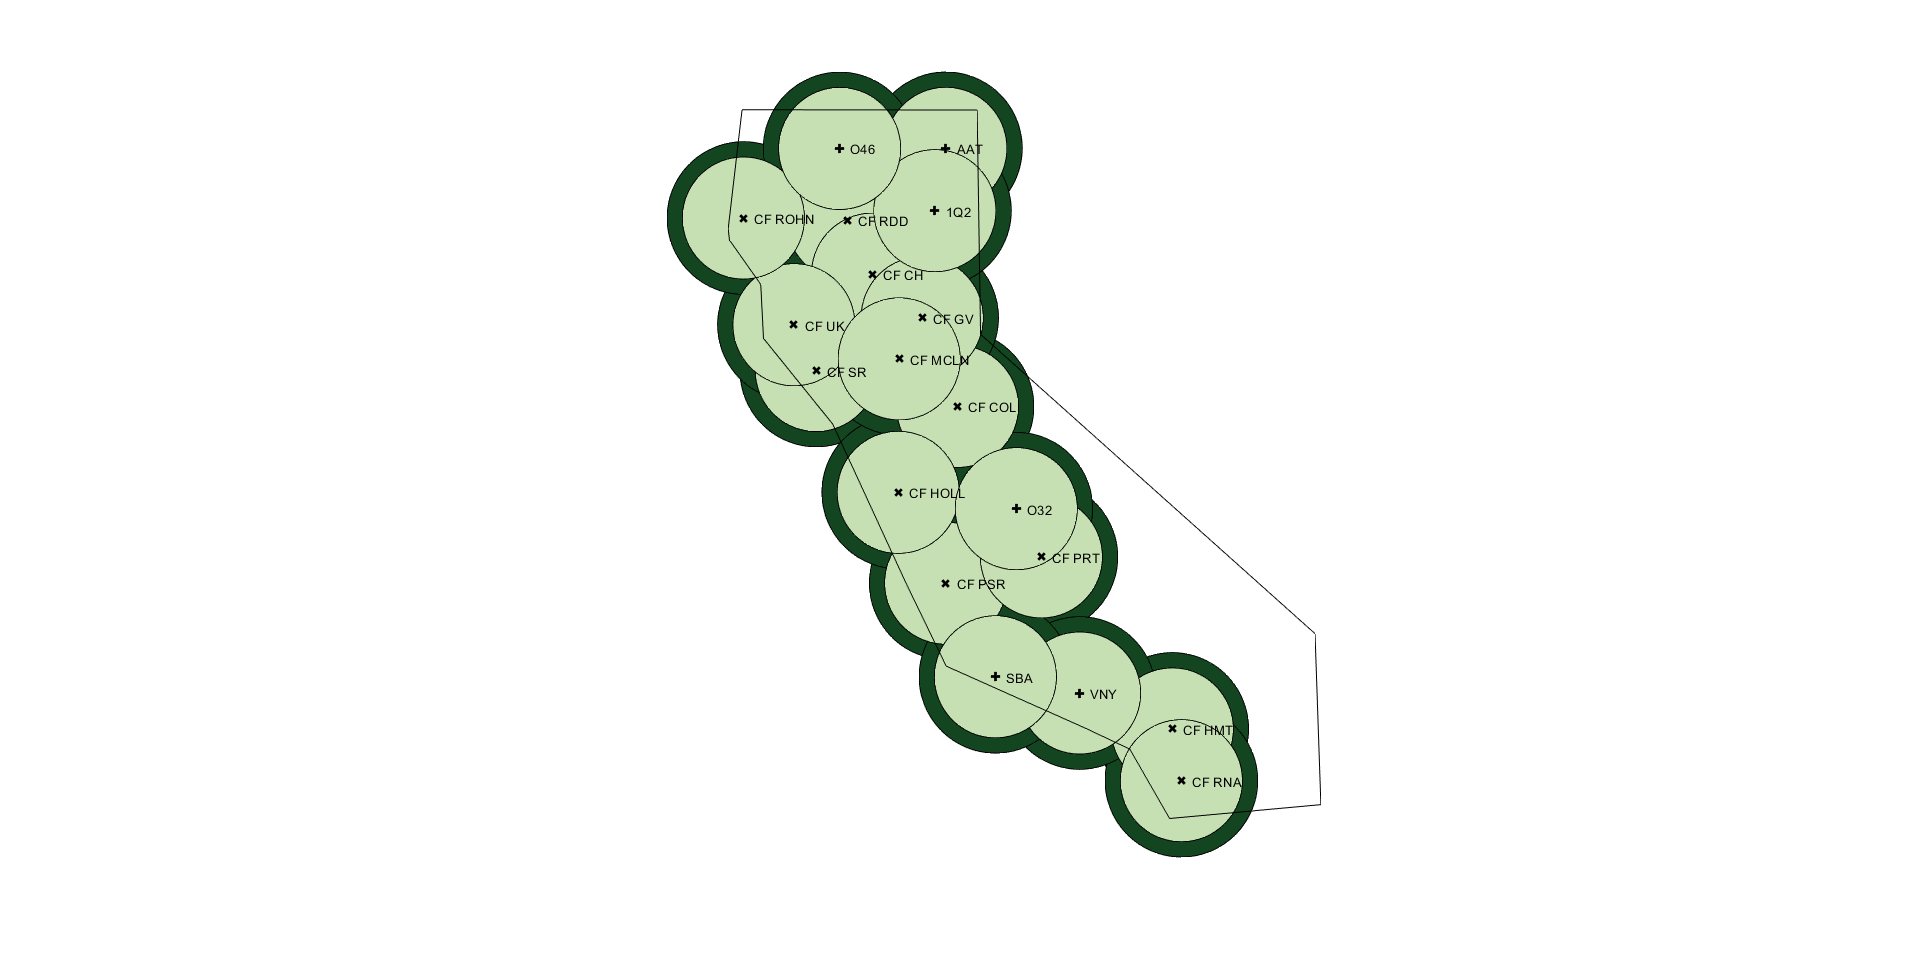 O46
AAT
1Q2
CF ROHN
CF RDD
CF CH
CF GV
CF UK
CF MCLN
CF SR
CF COL
CF HOLL
O32
CF PRT
CF PSR
SBA
VNY
CF HMT
CF RNA